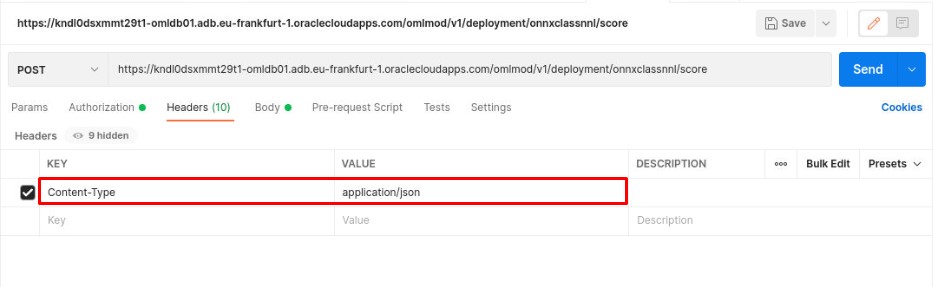 https://kndl0dsxmmt29t1-omldb01.adb.eu-frankfurt-1.oraclecloudapps.com/omlmod/v1/deployment/onnxclassnnl/score Save
POST https://kndl0dsxmmt29t1-omldb01.adb.eu-frankfurt-1.oraclecloudapps.com/omlmod/v1/deployment/onnxclassnnl/score Send
Params Authorization Headers (10) Body Pre-request Script Tests Settings Cookies
Headers 9 hidden
KEY VALUE DESCRIPTION Bulk Edit Presets
Content-Type application/json
Key Value Description